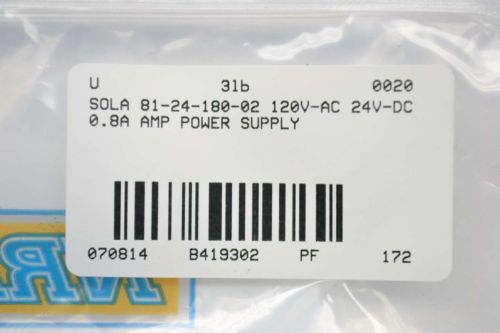 U 31b 0020
SOLA 81-24-180-02 120V-AC 24V-DC
0.8A AMP POWER SUPPLY
070814 B419302 PF 172